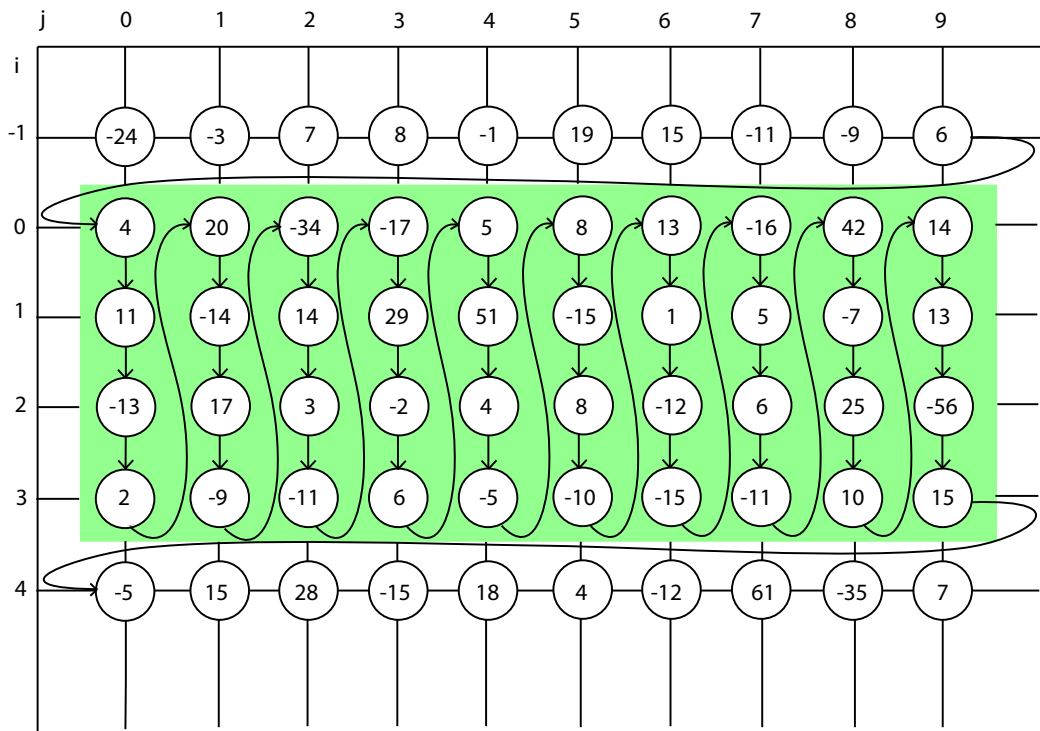 j 0 1 2 3 -4 5 6 7 8 9
i
-1 -24 -3 7 8 -1 19 15 -11 -9 6
0 4 20 -34 -17 5 8 13 -16 42 14
1 11 -14 14 29 51 -15 1 5 -7 13
2 -13 17 3 -2 4 8 -12 6 25 -56
3 2 -9 -11 6 -5 -10 -15 -11 10 15
4 -5 15 28 -15 18 4 -12 61 -35 7